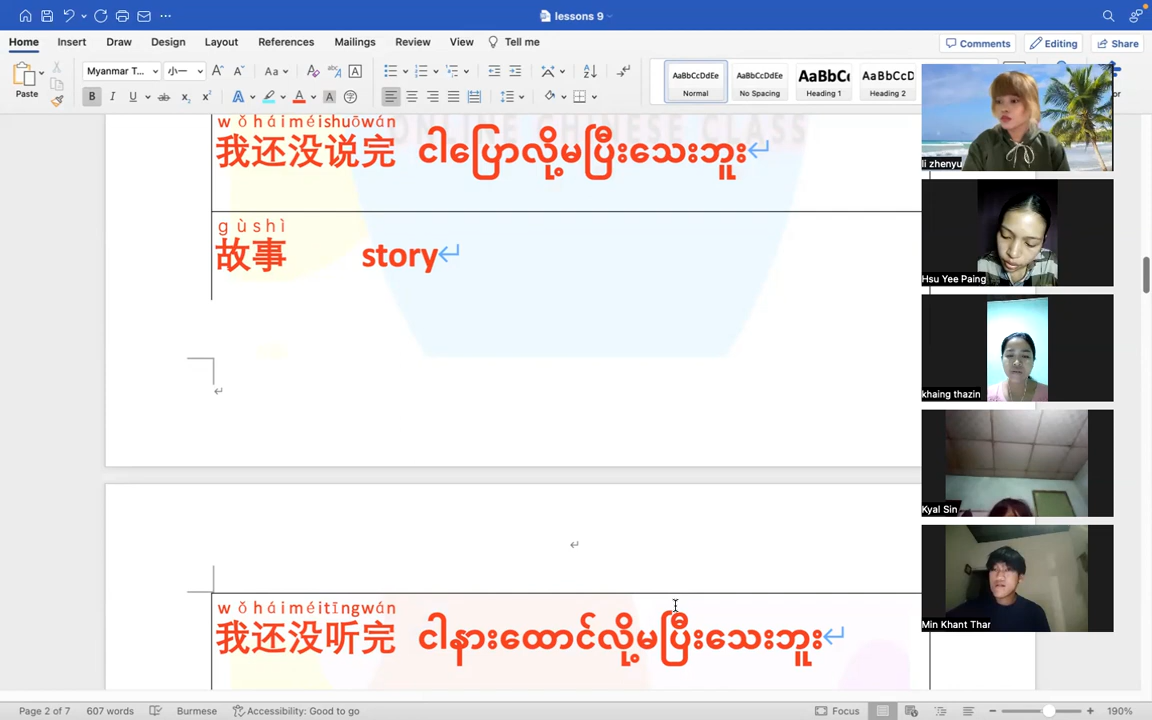 lessons 9
Home Insert Draw Design Layout References Mailings Review View Tell me Comments Editing Share
Paste
Myanmar T... 小一
AaBbCcDdEe AaBbCcDdEe AaBbC AaBbCcD
Normal No Spacing Heading 1 Heading 2
ONLINE CHINESE CLASS
wǒ hái méi shuō wán
我还没说完 ငါပြောလို့မပြီးသေးဘူး
gù shì
故事 story
wǒ hái méi tīng wán
我还没听完 ငါနားထောင်လို့မပြီးသေးဘူး
li zhenyu
Hsu Yee Paing
khaing thazin
Kyal Sin
Min Khant Thar
Page 2 of 7 607 words Burmese Accessibility: Good to go Focus 190%